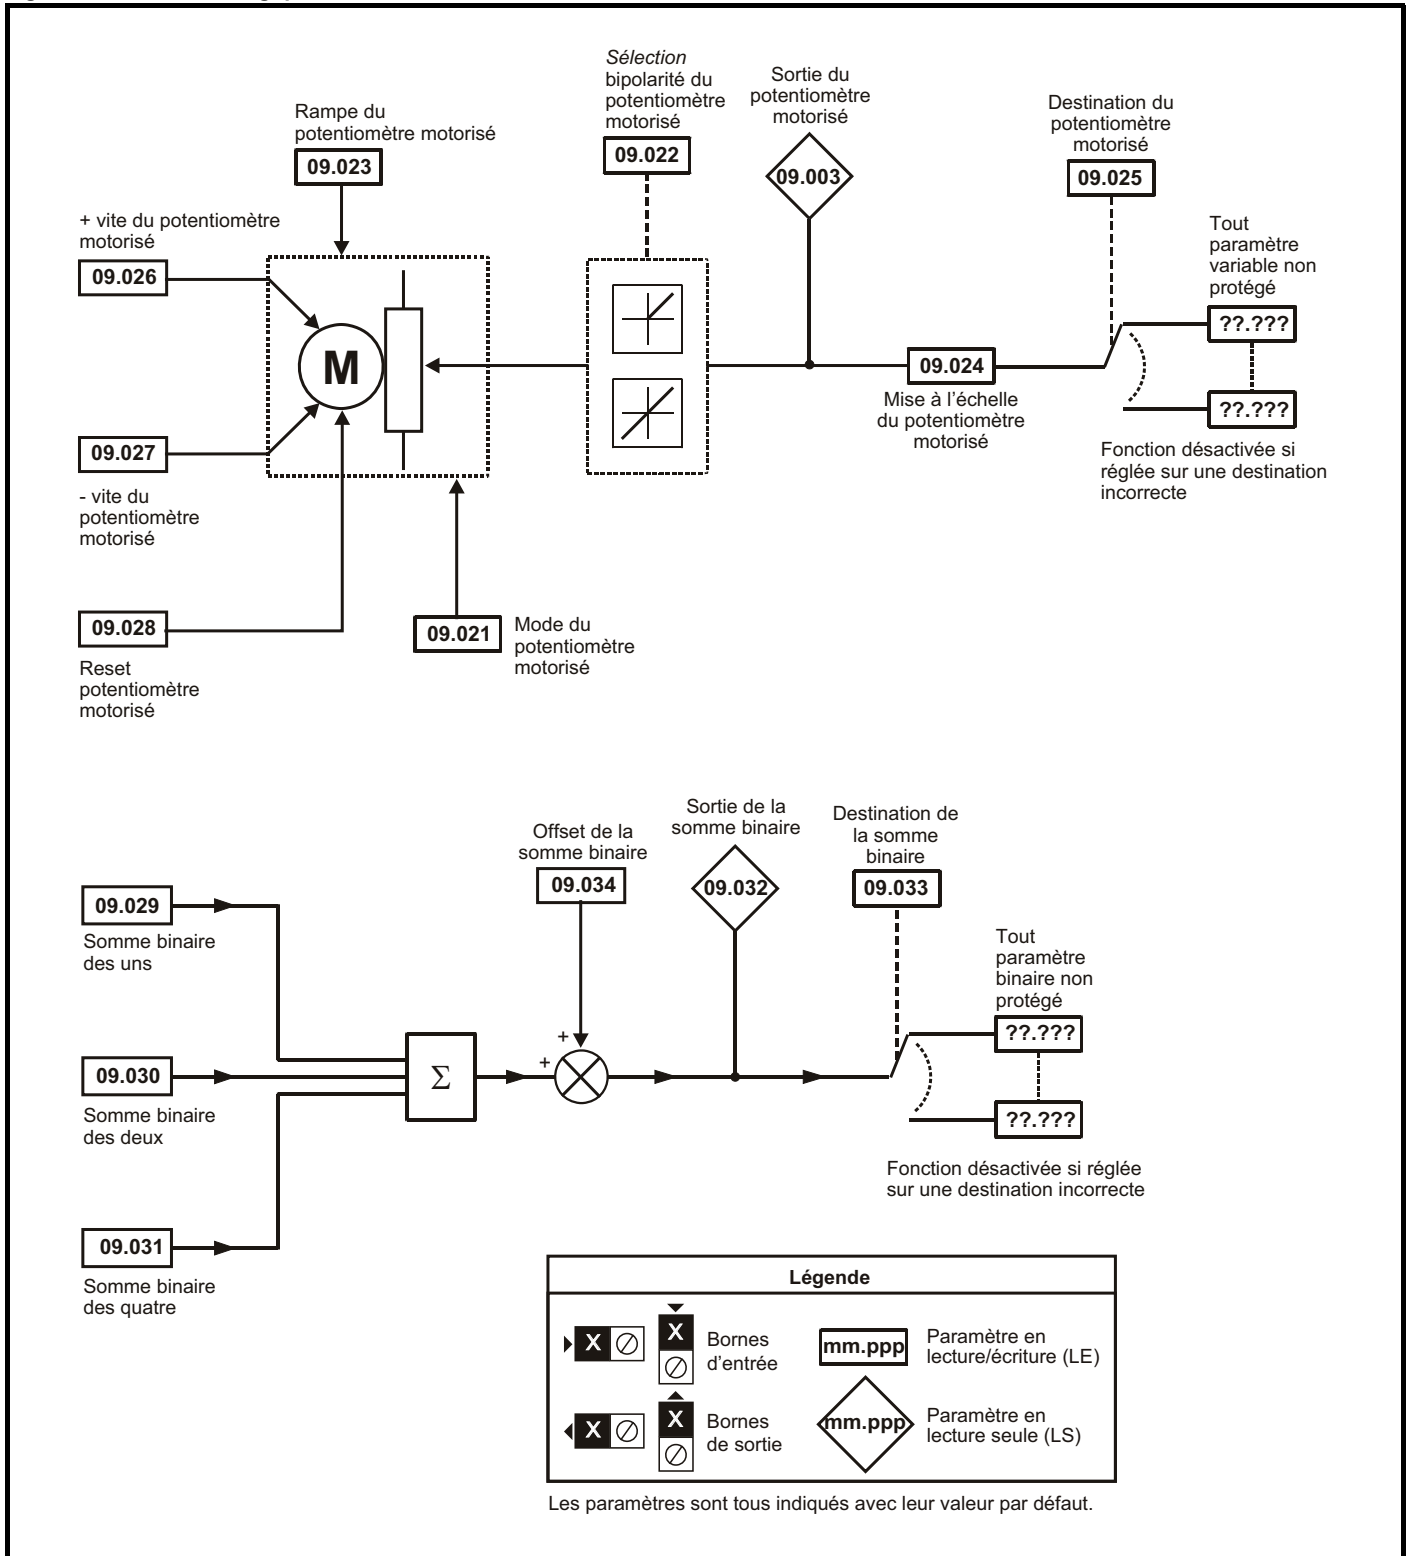 Sélection
bipolarité du
potentiomètre
motorisé
09.022
Sortie du
potentiomètre
motorisé
09.003
Rampe du
potentiomètre motorisé
09.023
Destination du
potentiomètre
motorisé
09.025
+ vite du potentiomètre
motorisé
09.026
Tout
paramètre
variable non
protégé
??.???
??.???
M
09.024
Mise à l'échelle
du potentiomètre
motorisé
Fonction désactivée si
réglée sur une destination
incorrecte
09.027
- vite du
potentiomètre
motorisé
09.028
Reset
potentiomètre
motorisé
09.021
Mode du
potentiomètre
motorisé
Offset de la
somme binaire
09.034
Sortie de la
somme binaire
09.032
Destination de
la somme
binaire
09.033
09.029
Somme binaire
des uns
Tout
paramètre
binaire non
protégé
??.???
??.???
09.030
Somme binaire
des deux
Σ
+
+
Fonction désactivée si réglée
sur une destination incorrecte
09.031
Somme binaire
des quatre
Légende
X
X
Bornes
d'entrée
mm.ppp
Paramètre en
lecture/écriture (LE)
X
X
Bornes
de sortie
mm.ppp
Paramètre en
lecture seule (LS)
Les paramètres sont tous indiqués avec leur valeur par défaut.